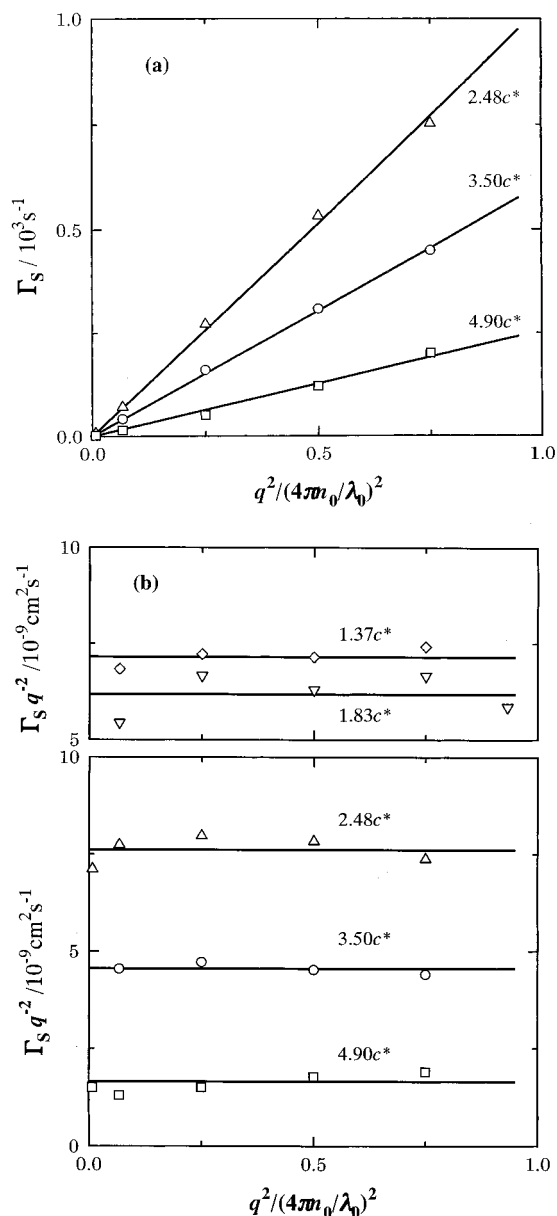 1.0
(a)
2.48c*
3.50c*
0.5
Γ_S / 10³s⁻¹
4.90c*
0.0
0.0 0.5 1.0
q²/(4πn₀/λ₀)²
10
(b)
1.37c*
Γ_S q⁻² /10⁻⁹cm²s⁻¹
1.83c*
5
10
2.48c*
3.50c*
5
Γ_S q⁻² /10⁻⁹cm²s⁻¹
4.90c*
0
0.0 0.5 1.0
q²/(4πn₀/λ₀)²